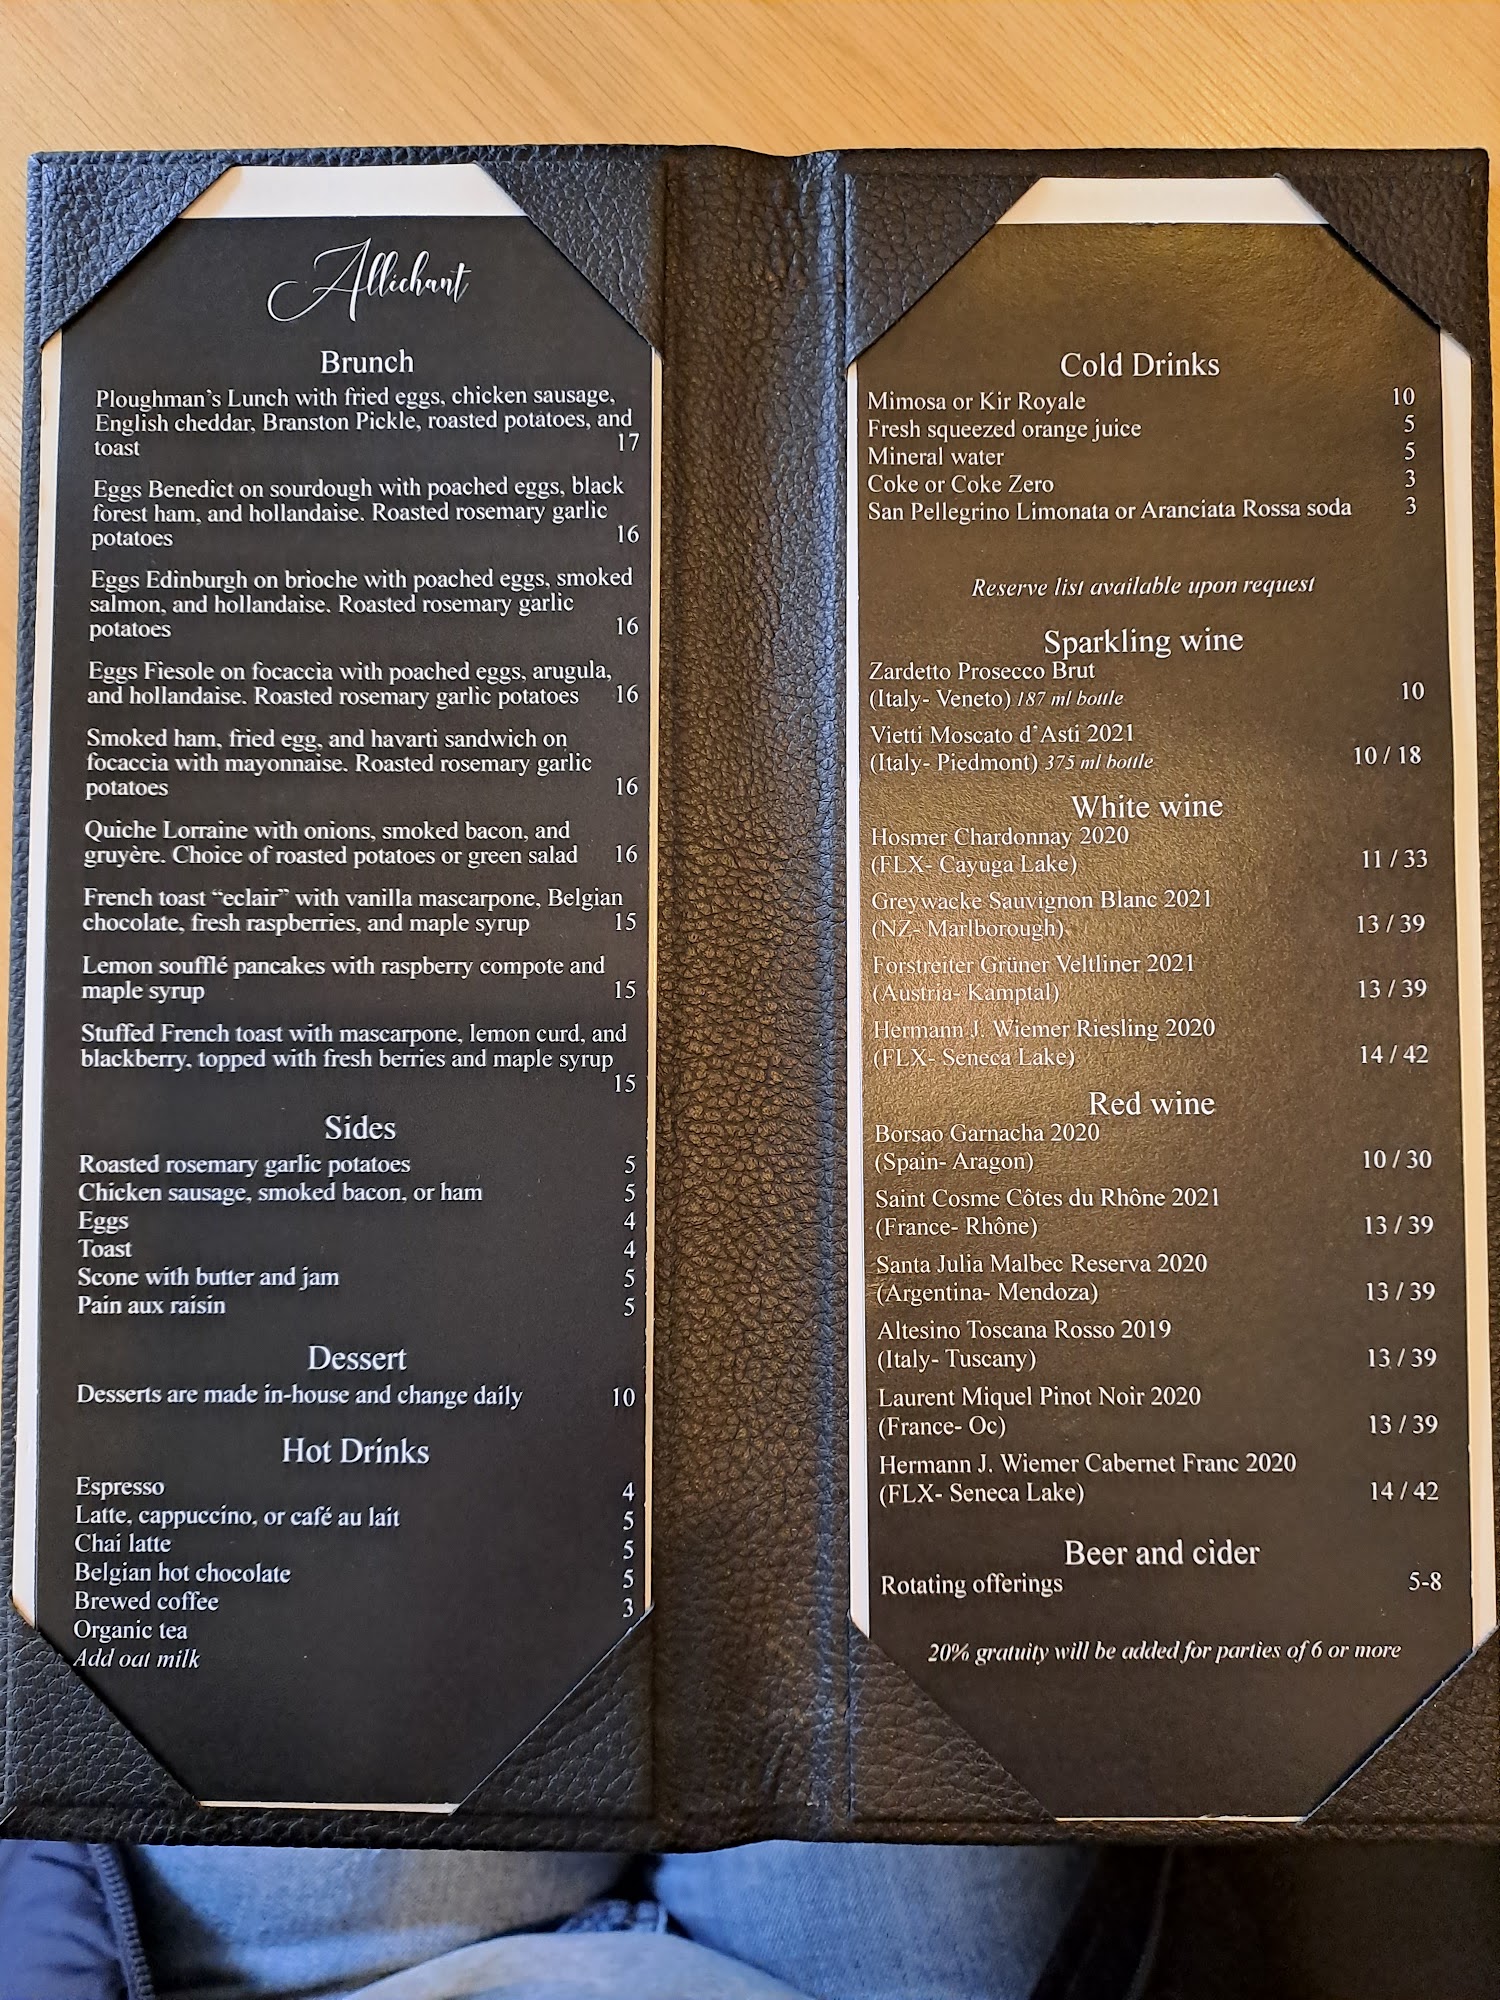 Allichant
Brunch
Ploughman's Lunch with fried eggs, chicken sausage,
English cheddar, Branston Pickle, roasted potatoes, and
toast 17
Eggs Benedict on sourdough with poached eggs, black
forest ham, and hollandaise. Roasted rosemary garlic
potatoes 16
Eggs Edinburgh on brioche with poached eggs, smoked
salmon, and hollandaise. Roasted rosemary garlic
potatoes 16
Eggs Fiesole on focaccia with poached eggs, arugula,
and hollandaise. Roasted rosemary garlic potatoes 16
Smoked ham, fried egg, and havarti sandwich on
focaccia with mayonnaise. Roasted rosemary garlic
potatoes 16
Quiche Lorraine with onions, smoked bacon, and
gruyère. Choice of roasted potatoes or green salad 16
French toast “eclair” with vanilla mascarpone, Belgian
chocolate, fresh raspberries, and maple syrup 15
Lemon soufflé pancakes with raspberry compote and
maple syrup 15
Stuffed French toast with mascarpone, lemon curd, and
blackberry, topped with fresh berries and maple syrup
15
Sides
Roasted rosemary garlic potatoes 5
Chicken sausage, smoked bacon, or ham 5
Eggs 4
Toast 4
Scone with butter and jam 5
Pain aux raisin 5
Dessert
Desserts are made in-house and change daily 10
Hot Drinks
Espresso 4
Latte, cappuccino, or café au lait 5
Chai latte 5
Belgian hot chocolate 5
Brewed coffee 3
Organic tea
Add oat milk
Cold Drinks
Mimosa or Kir Royale 10
Fresh squeezed orange juice 5
Mineral water 5
Coke or Coke Zero 3
San Pellegrino Limonata or Aranciata Rossa soda 3
Reserve list available upon request
Sparkling wine
Zardetto Prosecco Brut
(Italy- Veneto) 187 ml bottle 10
Vietti Moscato d'Asti 2021
(Italy- Piedmont) 375 ml bottle 10 / 18
White wine
Hosmer Chardonnay 2020
(FLX- Cayuga Lake) 11 / 33
Greywacke Sauvignon Blanc 2021
(NZ- Marlborough) 13 / 39
Forstreiter Grüner Veltliner 2021
(Austria- Kamptal) 13 / 39
Hermann J. Wiemer Riesling 2020
(FLX- Seneca Lake) 14 / 42
Red wine
Borsao Garnacha 2020
(Spain- Aragon) 10 / 30
Saint Cosme Côtes du Rhône 2021
(France- Rhône) 13 / 39
Santa Julia Malbec Reserva 2020
(Argentina- Mendoza) 13 / 39
Altesino Toscana Rosso 2019
(Italy- Tuscany) 13 / 39
Laurent Miquel Pinot Noir 2020
(France- Oc) 13 / 39
Hermann J. Wiemer Cabernet Franc 2020
(FLX- Seneca Lake) 14 / 42
Beer and cider
Rotating offerings 5-8
20% gratuity will be added for parties of 6 or more